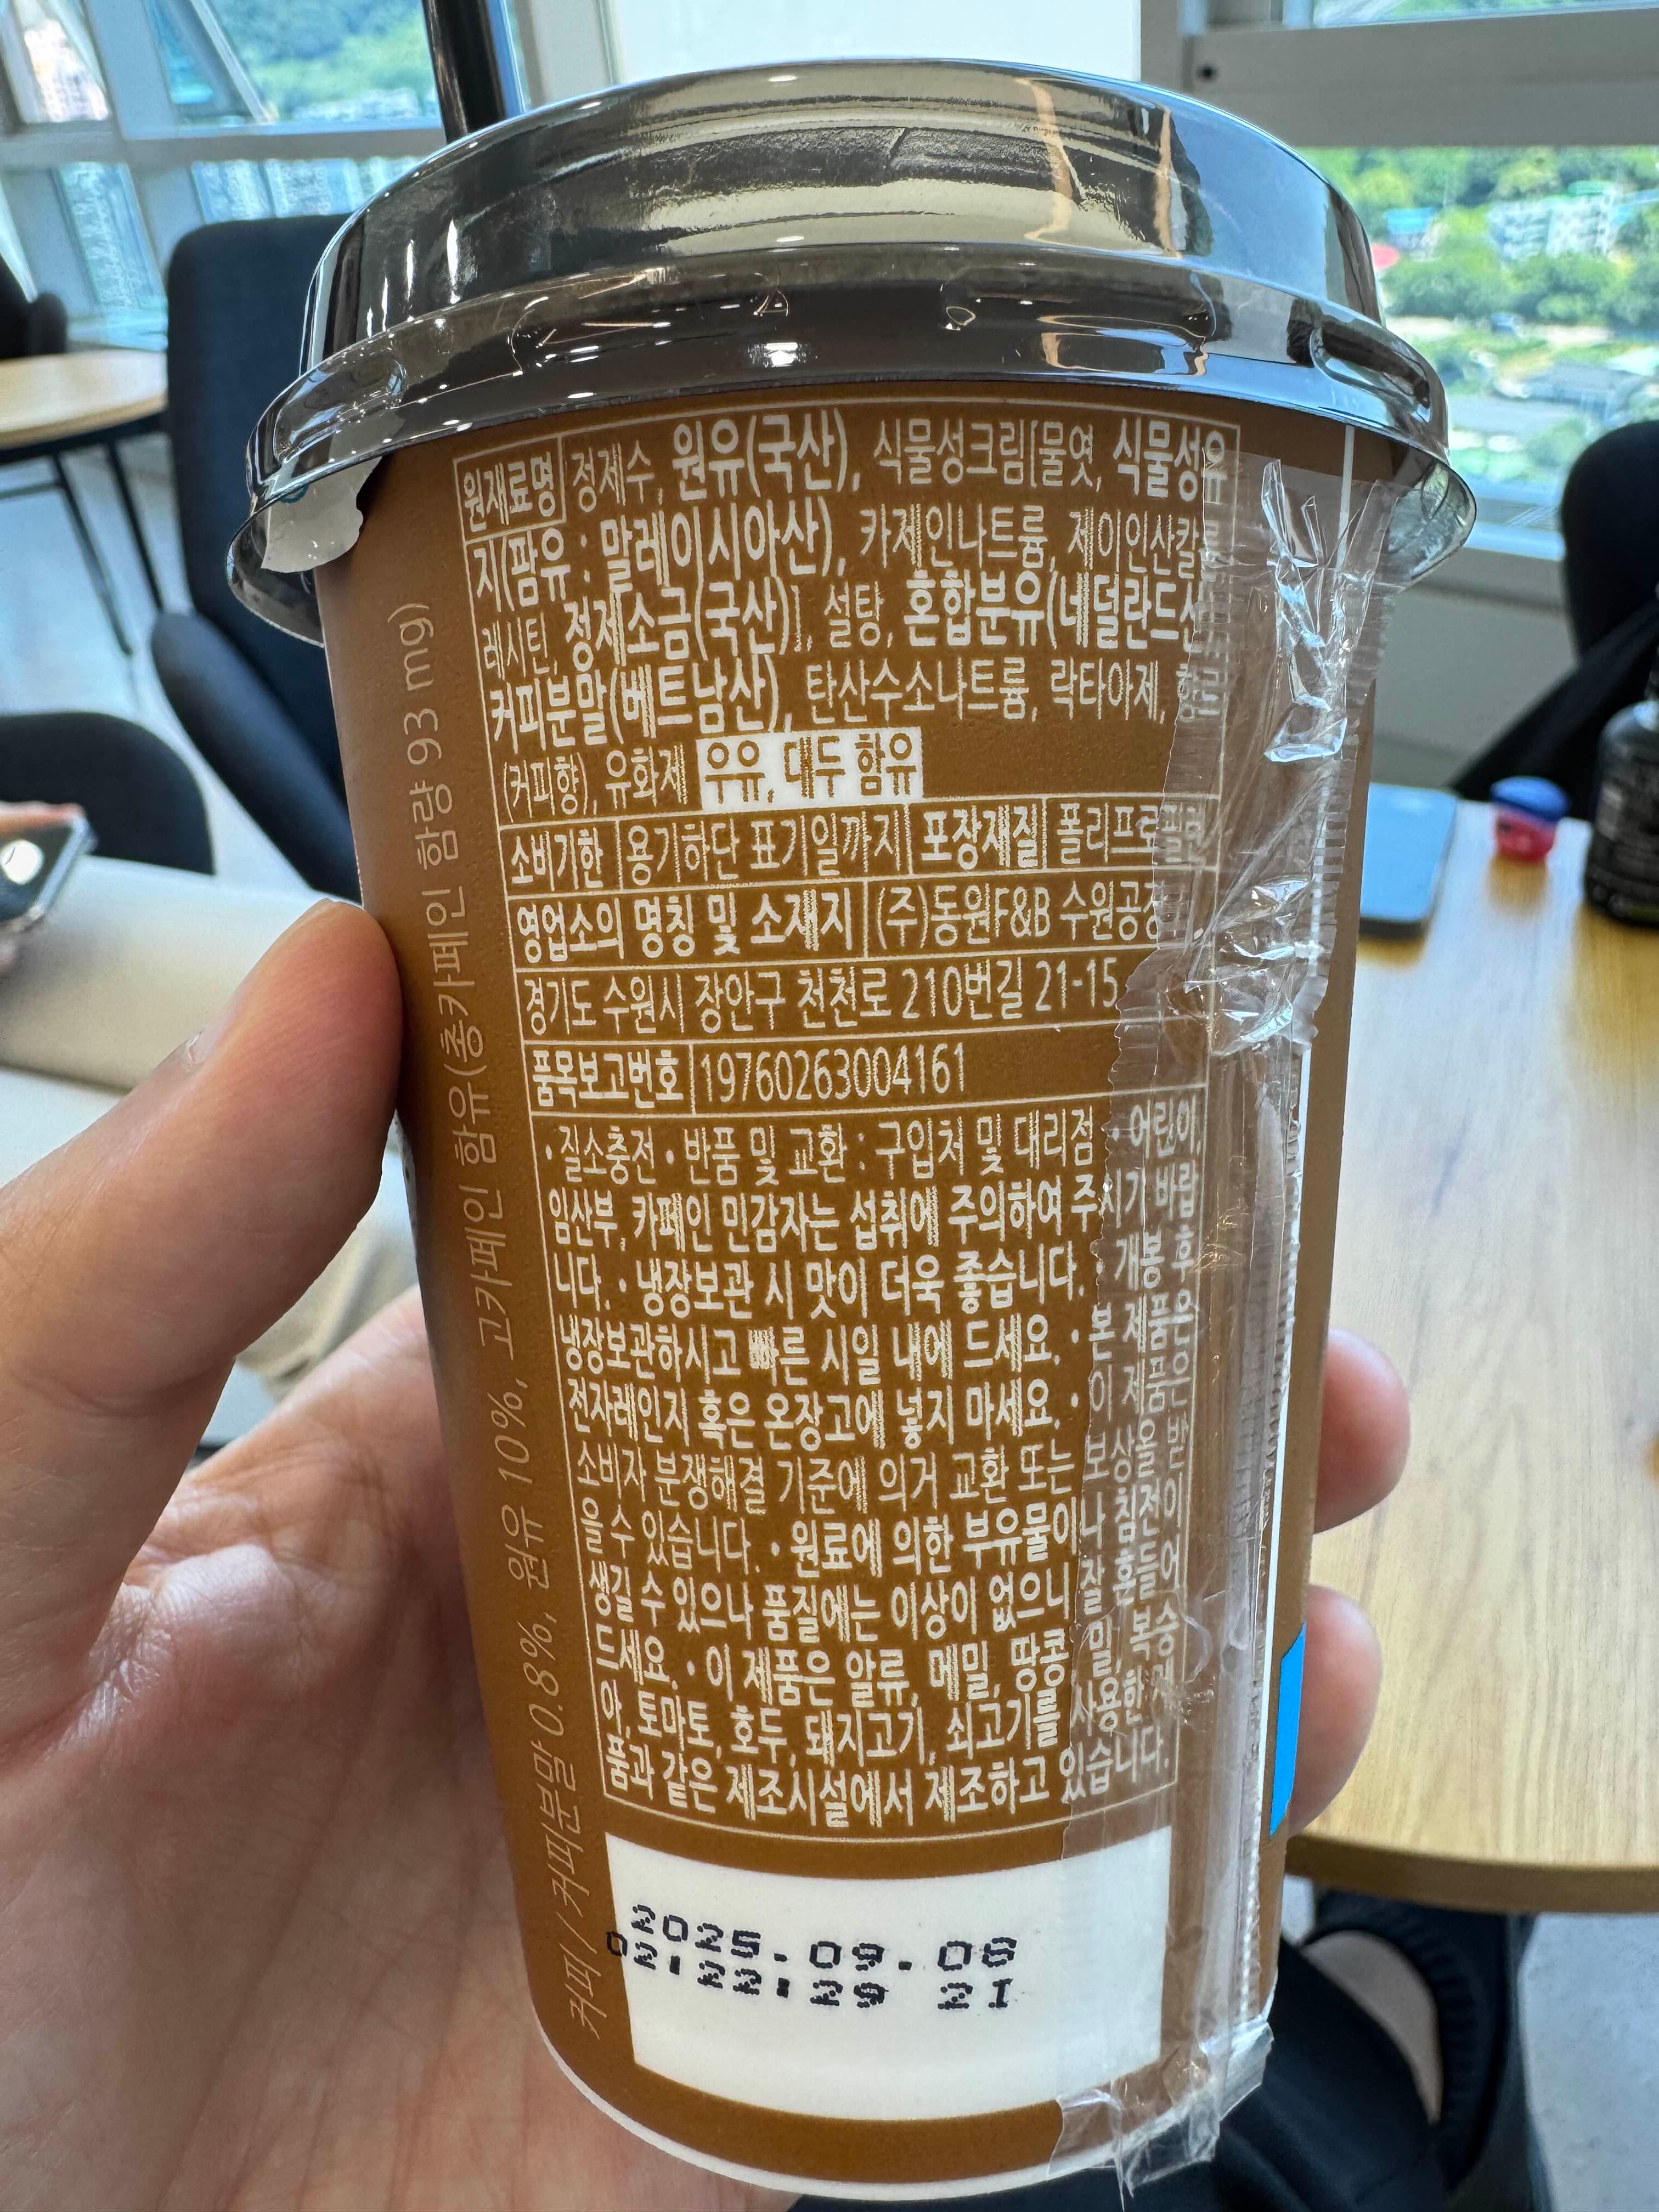 원재료명 정제수, 원유(국산), 식물성크림[물엿, 식물성유
지(팜유 : 말레이시아산), 카제인나트륨, 제이인산칼륨,
레시틴, 정제소금(국산)], 설탕, 혼합분유(네덜란드산),
커피분말(베트남산), 탄산수소나트륨, 락타아제, 향료
(커피향), 유화제 우유, 대두 함유
소비기한 용기하단 표기일까지 포장재질 폴리프로필렌
영업소의 명칭 및 소재지 (주)동원F&B 수원공장
경기도 수원시 장안구 천천로 210번길 21-15
품목보고번호 19760263004161
·질소충전 ·반품 및 교환 : 구입처 및 대리점 ·어린이,
임산부, 카페인 민감자는 섭취에 주의하여 주시기 바랍
니다. ·냉장보관 시 맛이 더욱 좋습니다. ·개봉 후
냉장보관하시고 빠른 시일 내에 드세요. ·본 제품은
전자레인지 혹은 온장고에 넣지 마세요. ·이 제품은
소비자 분쟁해결 기준에 의거 교환 또는 보상을 받
을 수 있습니다. ·원료에 의한 부유물이나 침전이
생길 수 있으나 품질에는 이상이 없으니 잘 흔들어
드세요. ·이 제품은 알류, 메밀, 땅콩, 밀, 복숭
아, 토마토, 호두, 돼지고기, 쇠고기를 사용한 제
품과 같은 제조시설에서 제조하고 있습니다.
2025.09.06
02:22:29 2I
커피 / 커피분말 0.8%, 원유 10%, 고카페인 함유(총카페인 함량 93 mg)